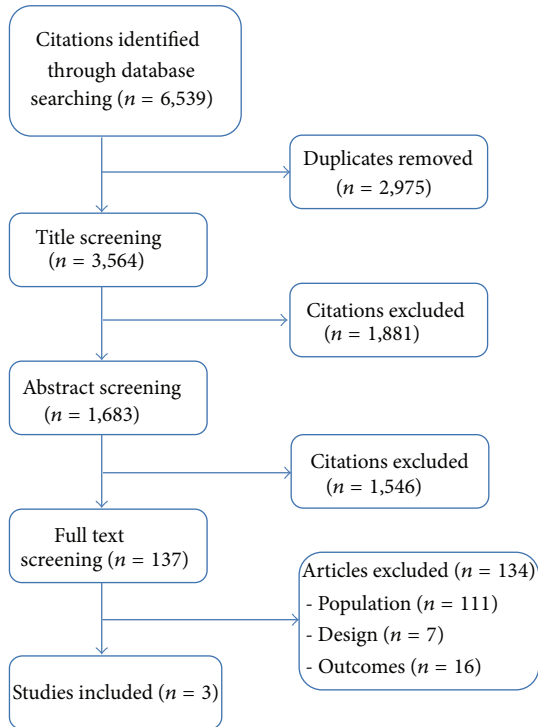 Citations identified
through database
searching (n = 6,539)
Duplicates removed
(n = 2,975)
Title screening
(n = 3,564)
Citations excluded
(n = 1,881)
Abstract screening
(n = 1,683)
Citations excluded
(n = 1,546)
Full text
screening (n = 137)
Articles excluded (n = 134)
- Population (n = 111)
- Design (n = 7)
- Outcomes (n = 16)
Studies included (n = 3)